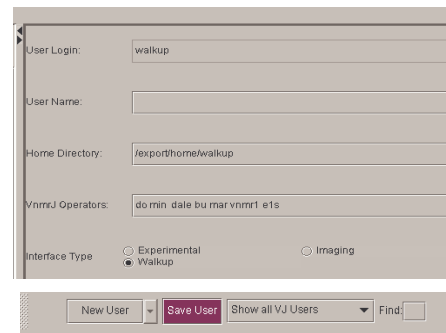 User Login: walkup
User Name:
Home Directory: /export/home/walkup
VnmrJ Operators: do min dale bu mar vnmr1 e1s
Interface Type Experimental Imaging
Walkup
New User Save User Show all VJ Users Find: